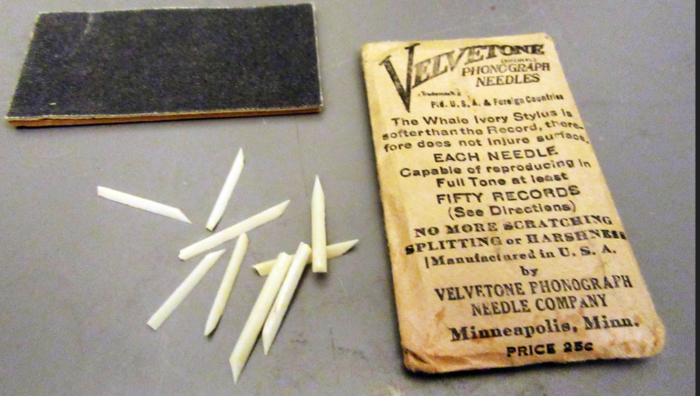 VELVETONE
PHONOGRAPH
NEEDLES
(Trademark)
Ptd. U. S. A. & Foreign Countries
The Whale Ivory Stylus is
softer than the Record, there-
fore does not injure surface.
EACH NEEDLE
Capable of reproducing in
Full Tone at least
FIFTY RECORDS
(See Directions)
NO MORE SCRATCHING
SPLITTING or HARSHNESS
Manufactured in U. S. A.
by
VELVETONE PHONOGRAPH
NEEDLE COMPANY
Minneapolis, Minn.
PRICE 25c